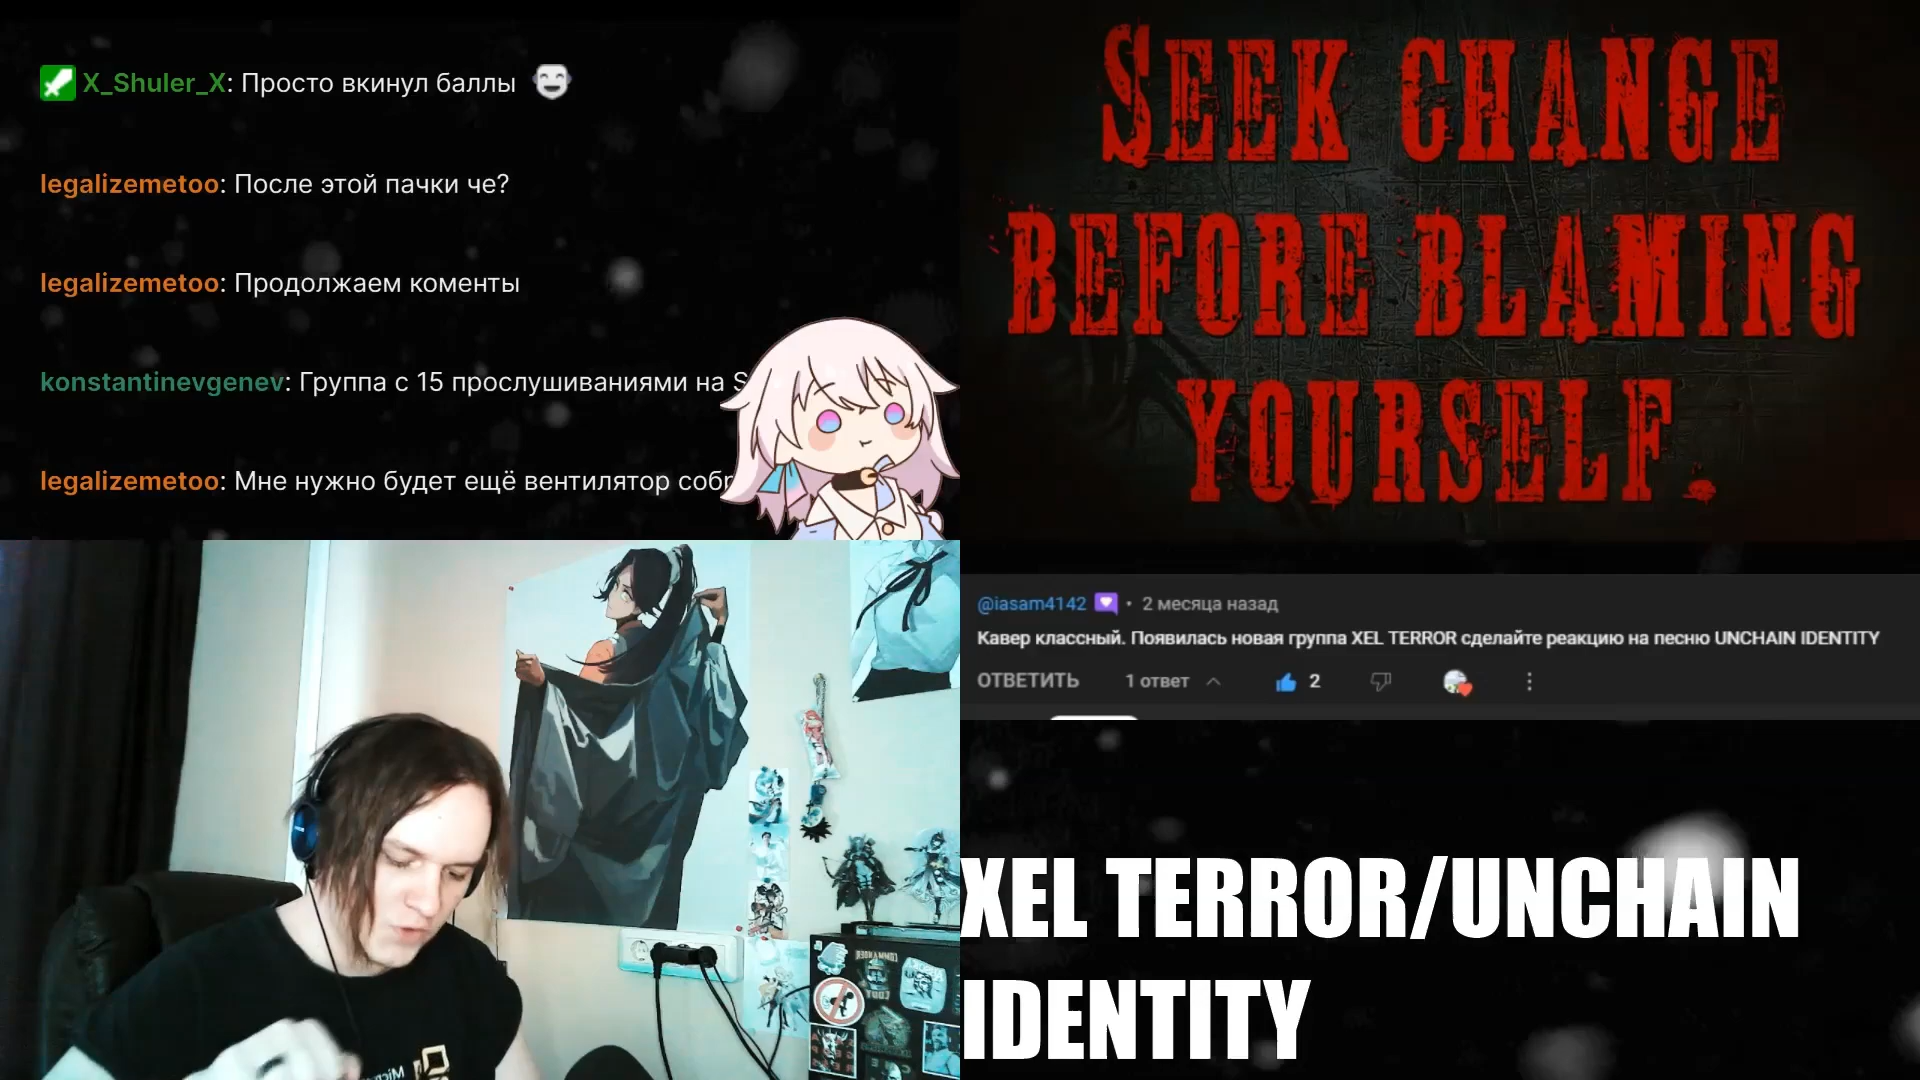 X_Shuler_X: Просто вкинул баллы
legalizemetoo: После этой пачки че?
legalizemetoo: Продолжаем коменты
konstantinevgenev: Группа с 15 прослушиваниями на
legalizemetoo: Мне нужно будет ещё вентилятор
SEEK CHANGE
BEFORE BLAMING
YOURSELF.
@iasam4142 • 2 месяца назад
Кавер классный. Появилась новая группа XEL TERROR сделайте реакцию на песню UNCHAIN IDENTITY
ОТВЕТИТЬ 1 ответ 2
XEL TERROR/UNCHAIN
IDENTITY